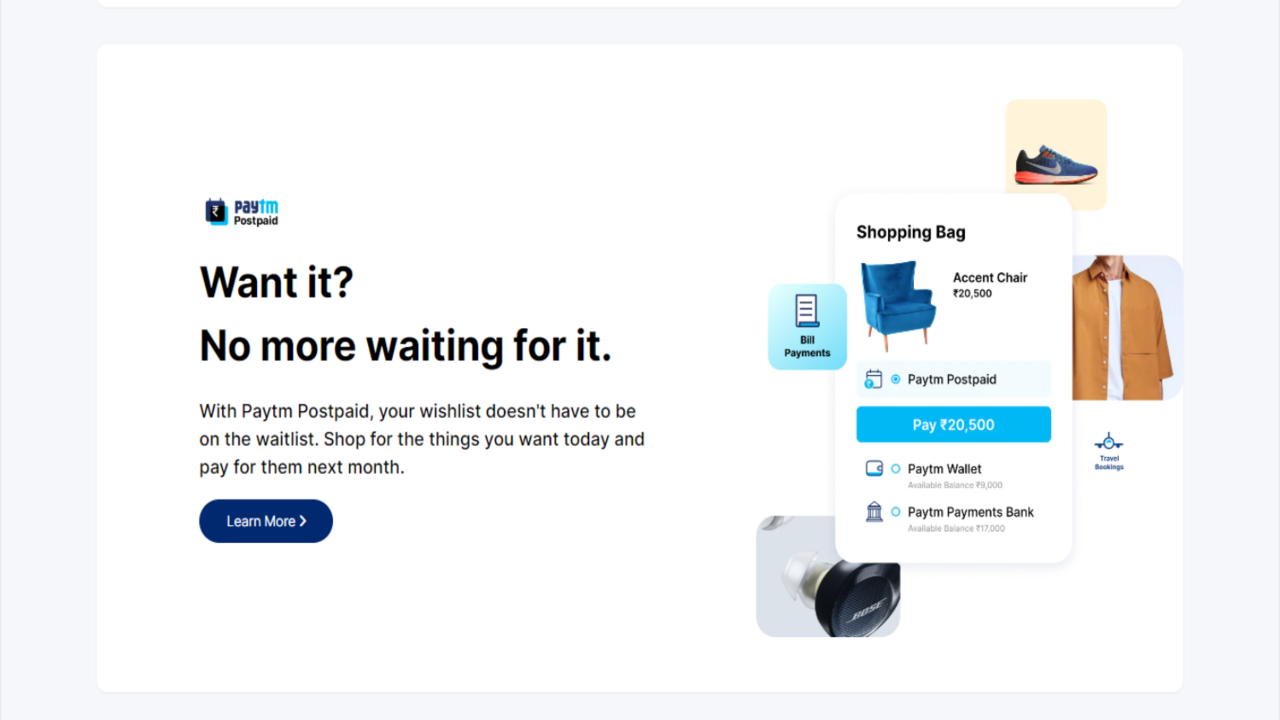 paytm
Postpaid
Want it?
No more waiting for it.
With Paytm Postpaid, your wishlist doesn't have to be
on the waitlist. Shop for the things you want today and
pay for them next month.
Learn More
Shopping Bag
Accent Chair
₹20,500
Bill
Payments
Paytm Postpaid
Pay ₹20,500
Paytm Wallet
Available Balance ₹9,000
Paytm Payments Bank
Available Balance ₹17,000
Travel
Bookings
BOSE